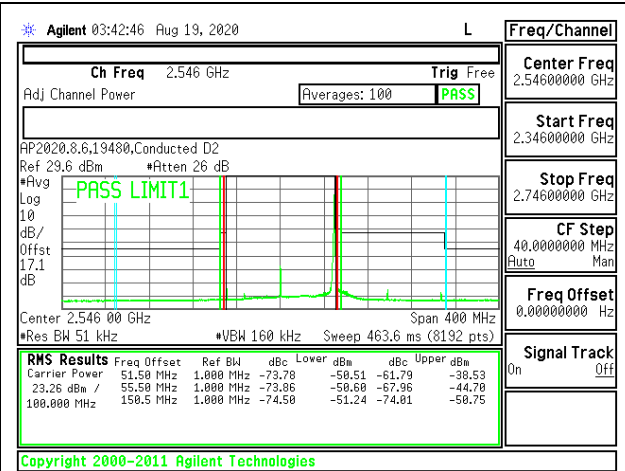 Agilent 03:42:46 Aug 19, 2020 L
Freq/Channel
Ch Freq 2.546 GHz Trig Free
Adj Channel Power Averages: 100 PASS
AP2020.8.6,19480,Conducted D2
Ref 29.6 dBm #Atten 26 dB
#Avg
Log
10
dB/
Offst
17.1
dB
PASS LIMIT1
Center 2.546 00 GHz Span 400 MHz
#Res BW 51 kHz #VBW 160 kHz Sweep 463.6 ms (8192 pts)
RMS Results Freq Offset Ref BW dBc Lower dBm dBc Upper dBm
Carrier Power 51.50 MHz 1.000 MHz -73.78 -50.51 -61.79 -38.53
23.26 dBm / 55.50 MHz 1.000 MHz -73.86 -50.60 -67.96 -44.70
100.000 MHz 150.5 MHz 1.000 MHz -74.50 -51.24 -74.01 -50.75
Copyright 2000-2011 Agilent Technologies
Center Freq
2.54600000 GHz
Start Freq
2.34600000 GHz
Stop Freq
2.74600000 GHz
CF Step
40.0000000 MHz
Auto Man
Freq Offset
0.00000000 Hz
Signal Track
On Off